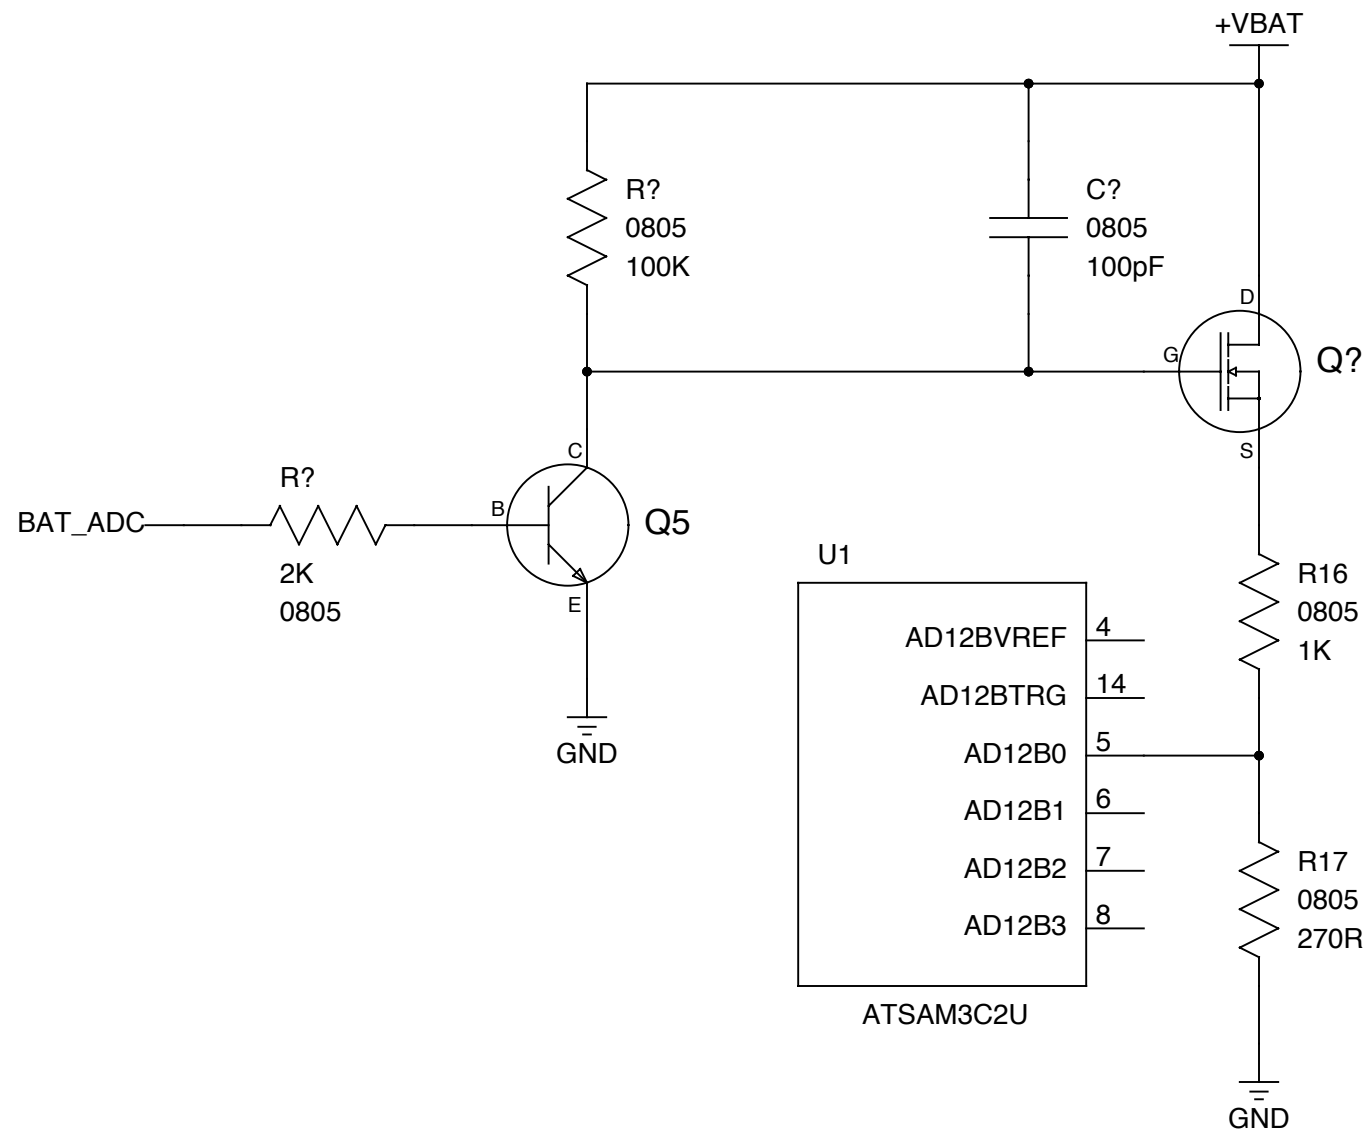 +VBAT
R?
0805
100K
C?
0805
100pF
D
G
Q?
S
C
R?
B
BAT_ADC
Q5
2K
0805
E
GND
U1
AD12BVREF 4
AD12BTRG 14
AD12B0 5
AD12B1 6
AD12B2 7
AD12B3 8
ATSAM3C2U
R16
0805
1K
R17
0805
270R
GND